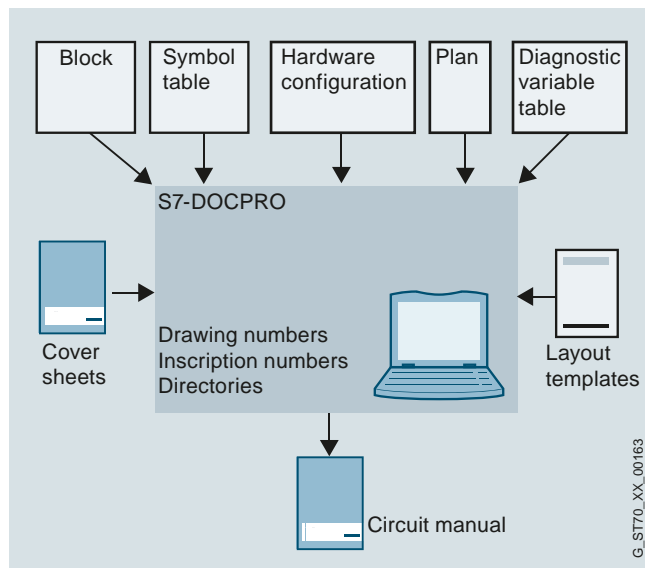 Block
Symbol
table
Hardware
configuration
Plan
Diagnostic
variable
table
S7-DOCPRO
Cover
sheets
Drawing numbers
Inscription numbers
Directories
Layout
templates
Circuit manual
G_ST70_XX_00163